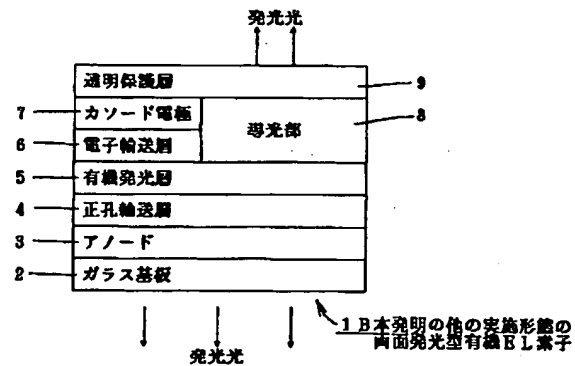 発光光
透明保護層 9
7 カソード電極
導光部 8
6 電子輸送層
5 有機発光層
4 正孔輸送層
3 アノード
2 ガラス基板
1B本発明の他の実施形態の
両面発光型有機EL素子
発光光